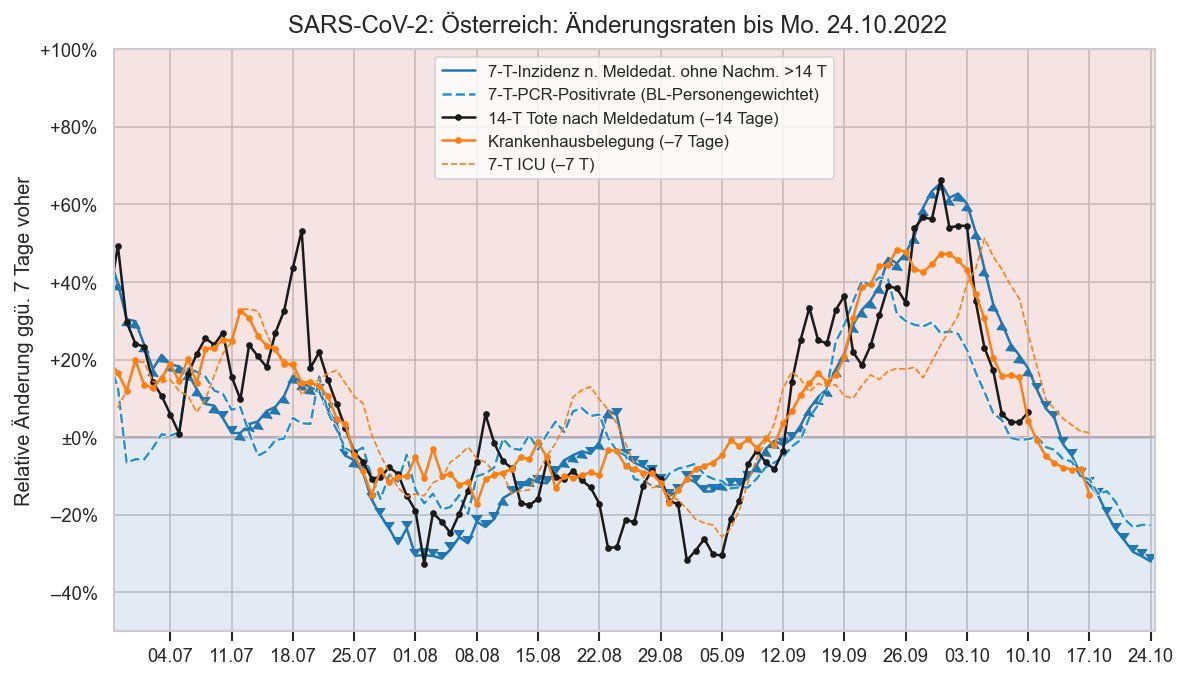 SARS-CoV-2: Österreich: Änderungsraten bis Mo. 24.10.2022
Relative Änderung ggü. 7 Tage voher
+100%
+80%
+60%
+40%
+20%
±0%
–20%
–40%
7-T-Inzidenz n. Meldedat. ohne Nachm. >14 T
7-T-PCR-Positivrate (BL-Personengewichtet)
14-T Tote nach Meldedatum (–14 Tage)
Krankenhausbelegung (–7 Tage)
7-T ICU (–7 T)
04.07 11.07 18.07 25.07 01.08 08.08 15.08 22.08 29.08 05.09 12.09 19.09 26.09 03.10 10.10 17.10 24.10